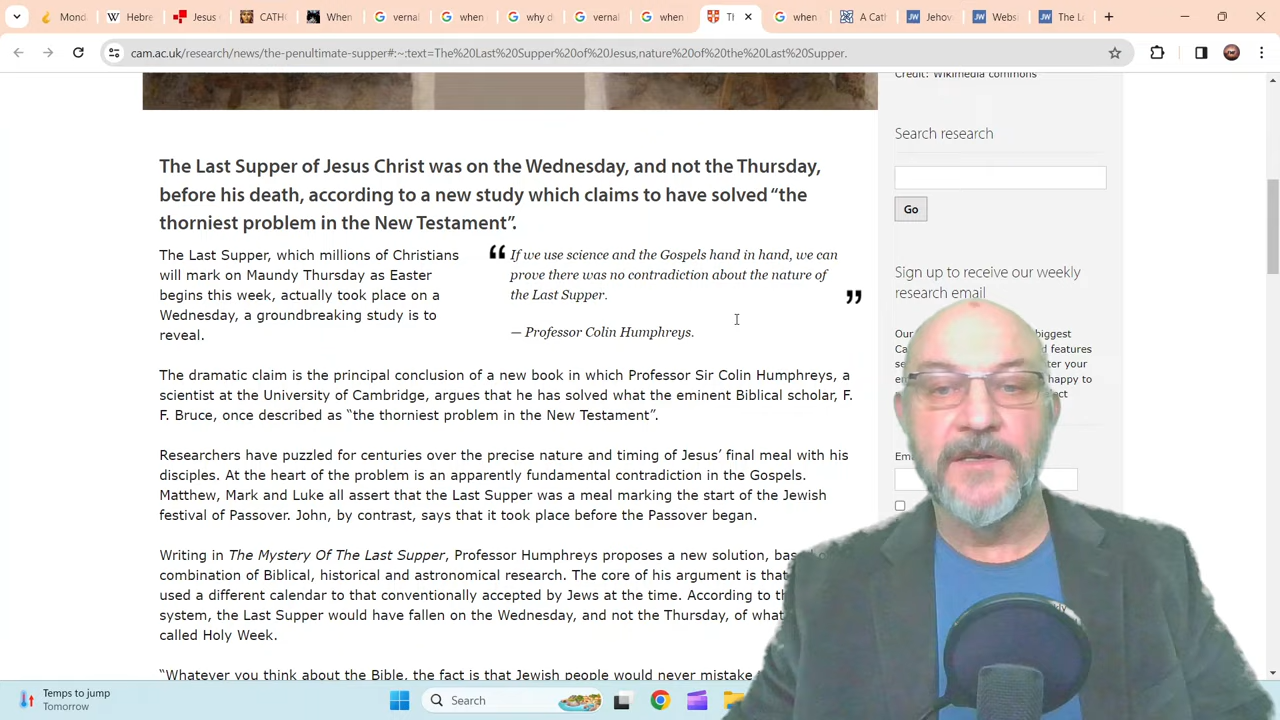 Mond
Hebre
Jesus
CATHO
When
vernal
when
why d
vernal
when
Th
when
A Cath
Jehov
Webs
The L
cam.ac.uk/research/news/the-penultimate-supper#:~:text=The%20Last%20Supper%20of%20Jesus,nature%20of%20the%20Last%20Supper.
Credit: Wikimedia commons
Search research
Go
The Last Supper of Jesus Christ was on the Wednesday, and not the Thursday,
before his death, according to a new study which claims to have solved “the
thorniest problem in the New Testament”.
The Last Supper, which millions of Christians
will mark on Maundy Thursday as Easter
begins this week, actually took place on a
Wednesday, a groundbreaking study is to
reveal.
“ If we use science and the Gospels hand in hand, we can
prove there was no contradiction about the nature of
the Last Supper. ”
— Professor Colin Humphreys.
The dramatic claim is the principal conclusion of a new book in which Professor Sir Colin Humphreys, a
scientist at the University of Cambridge, argues that he has solved what the eminent Biblical scholar, F.
F. Bruce, once described as “the thorniest problem in the New Testament”.
Researchers have puzzled for centuries over the precise nature and timing of Jesus’ final meal with his
disciples. At the heart of the problem is an apparently fundamental contradiction in the Gospels.
Matthew, Mark and Luke all assert that the Last Supper was a meal marking the start of the Jewish
festival of Passover. John, by contrast, says that it took place before the Passover began.
Writing in The Mystery Of The Last Supper, Professor Humphreys proposes a new solution, bas
combination of Biblical, historical and astronomical research. The core of his argument is that
used a different calendar to that conventionally accepted by Jews at the time. According to th
system, the Last Supper would have fallen on the Wednesday, and not the Thursday, of wha
called Holy Week.
“Whatever you think about the Bible, the fact is that Jewish people would never mistake
Sign up to receive our weekly
research email
Our
biggest
Ca
d features
se
ter your
en
happy to
ect
Em
Temps to jump
Tomorrow
Search